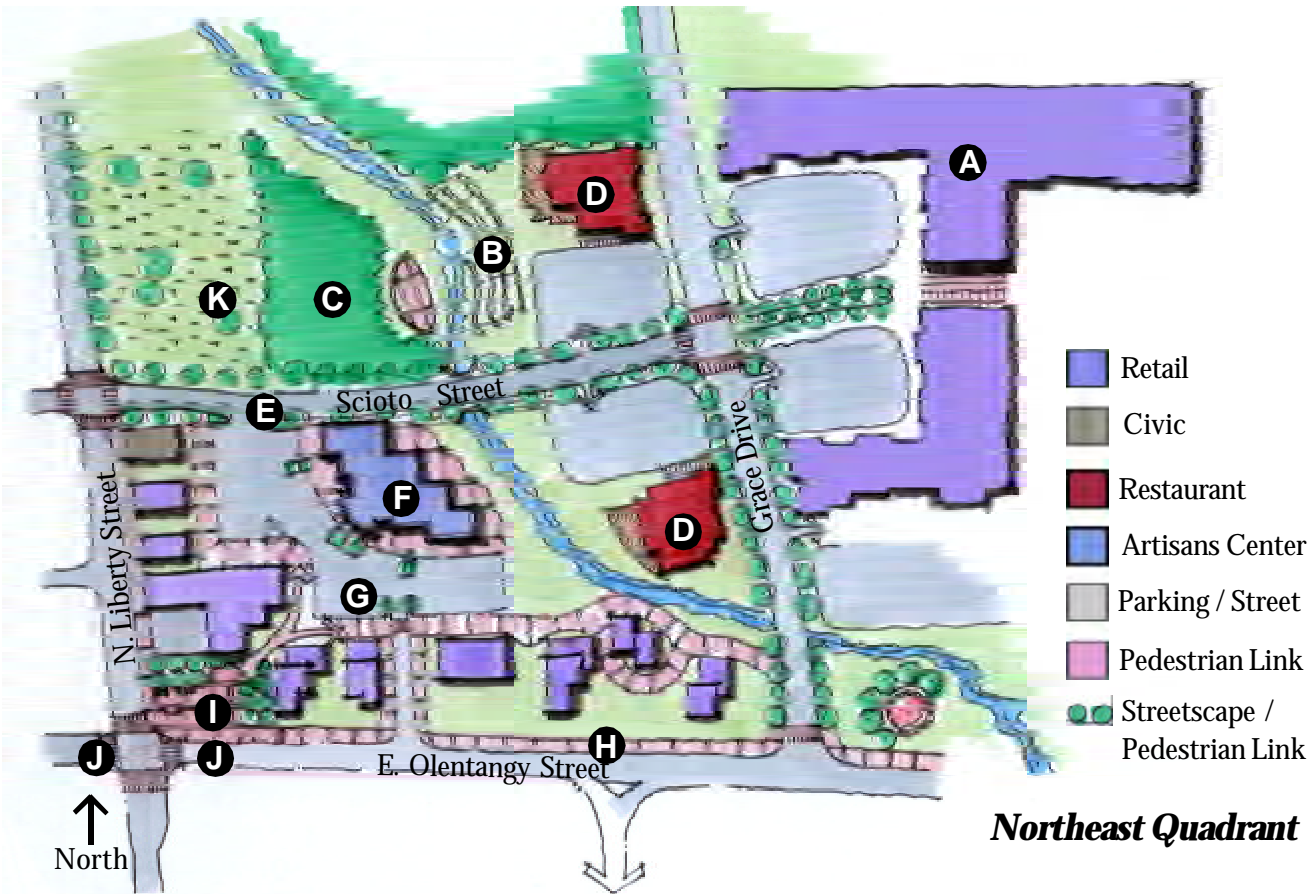 A
D
B
K
C
E
Scioto Street
F
D
Grace Drive
N. Liberty Street
G
I
H
J
J
E. Olentangy Street
North
Retail
Civic
Restaurant
Artisans Center
Parking / Street
Pedestrian Link
Streetscape /
Pedestrian Link
Northeast Quadrant